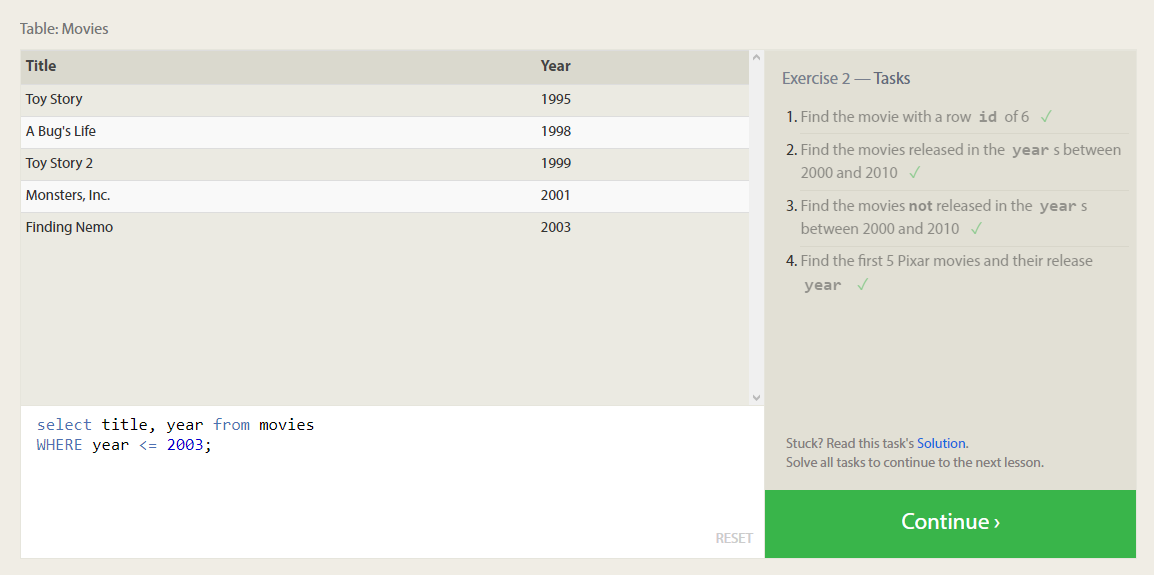 Table: Movies
Title Year
Toy Story 1995
A Bug's Life 1998
Toy Story 2 1999
Monsters, Inc. 2001
Finding Nemo 2003
select title, year from movies
WHERE year <= 2003;
RESET
Exercise 2 — Tasks
1. Find the movie with a row id of 6 ✓
2. Find the movies released in the year s between
2000 and 2010 ✓
3. Find the movies not released in the year s
between 2000 and 2010 ✓
4. Find the first 5 Pixar movies and their release
year ✓
Stuck? Read this task's Solution.
Solve all tasks to continue to the next lesson.
Continue ›